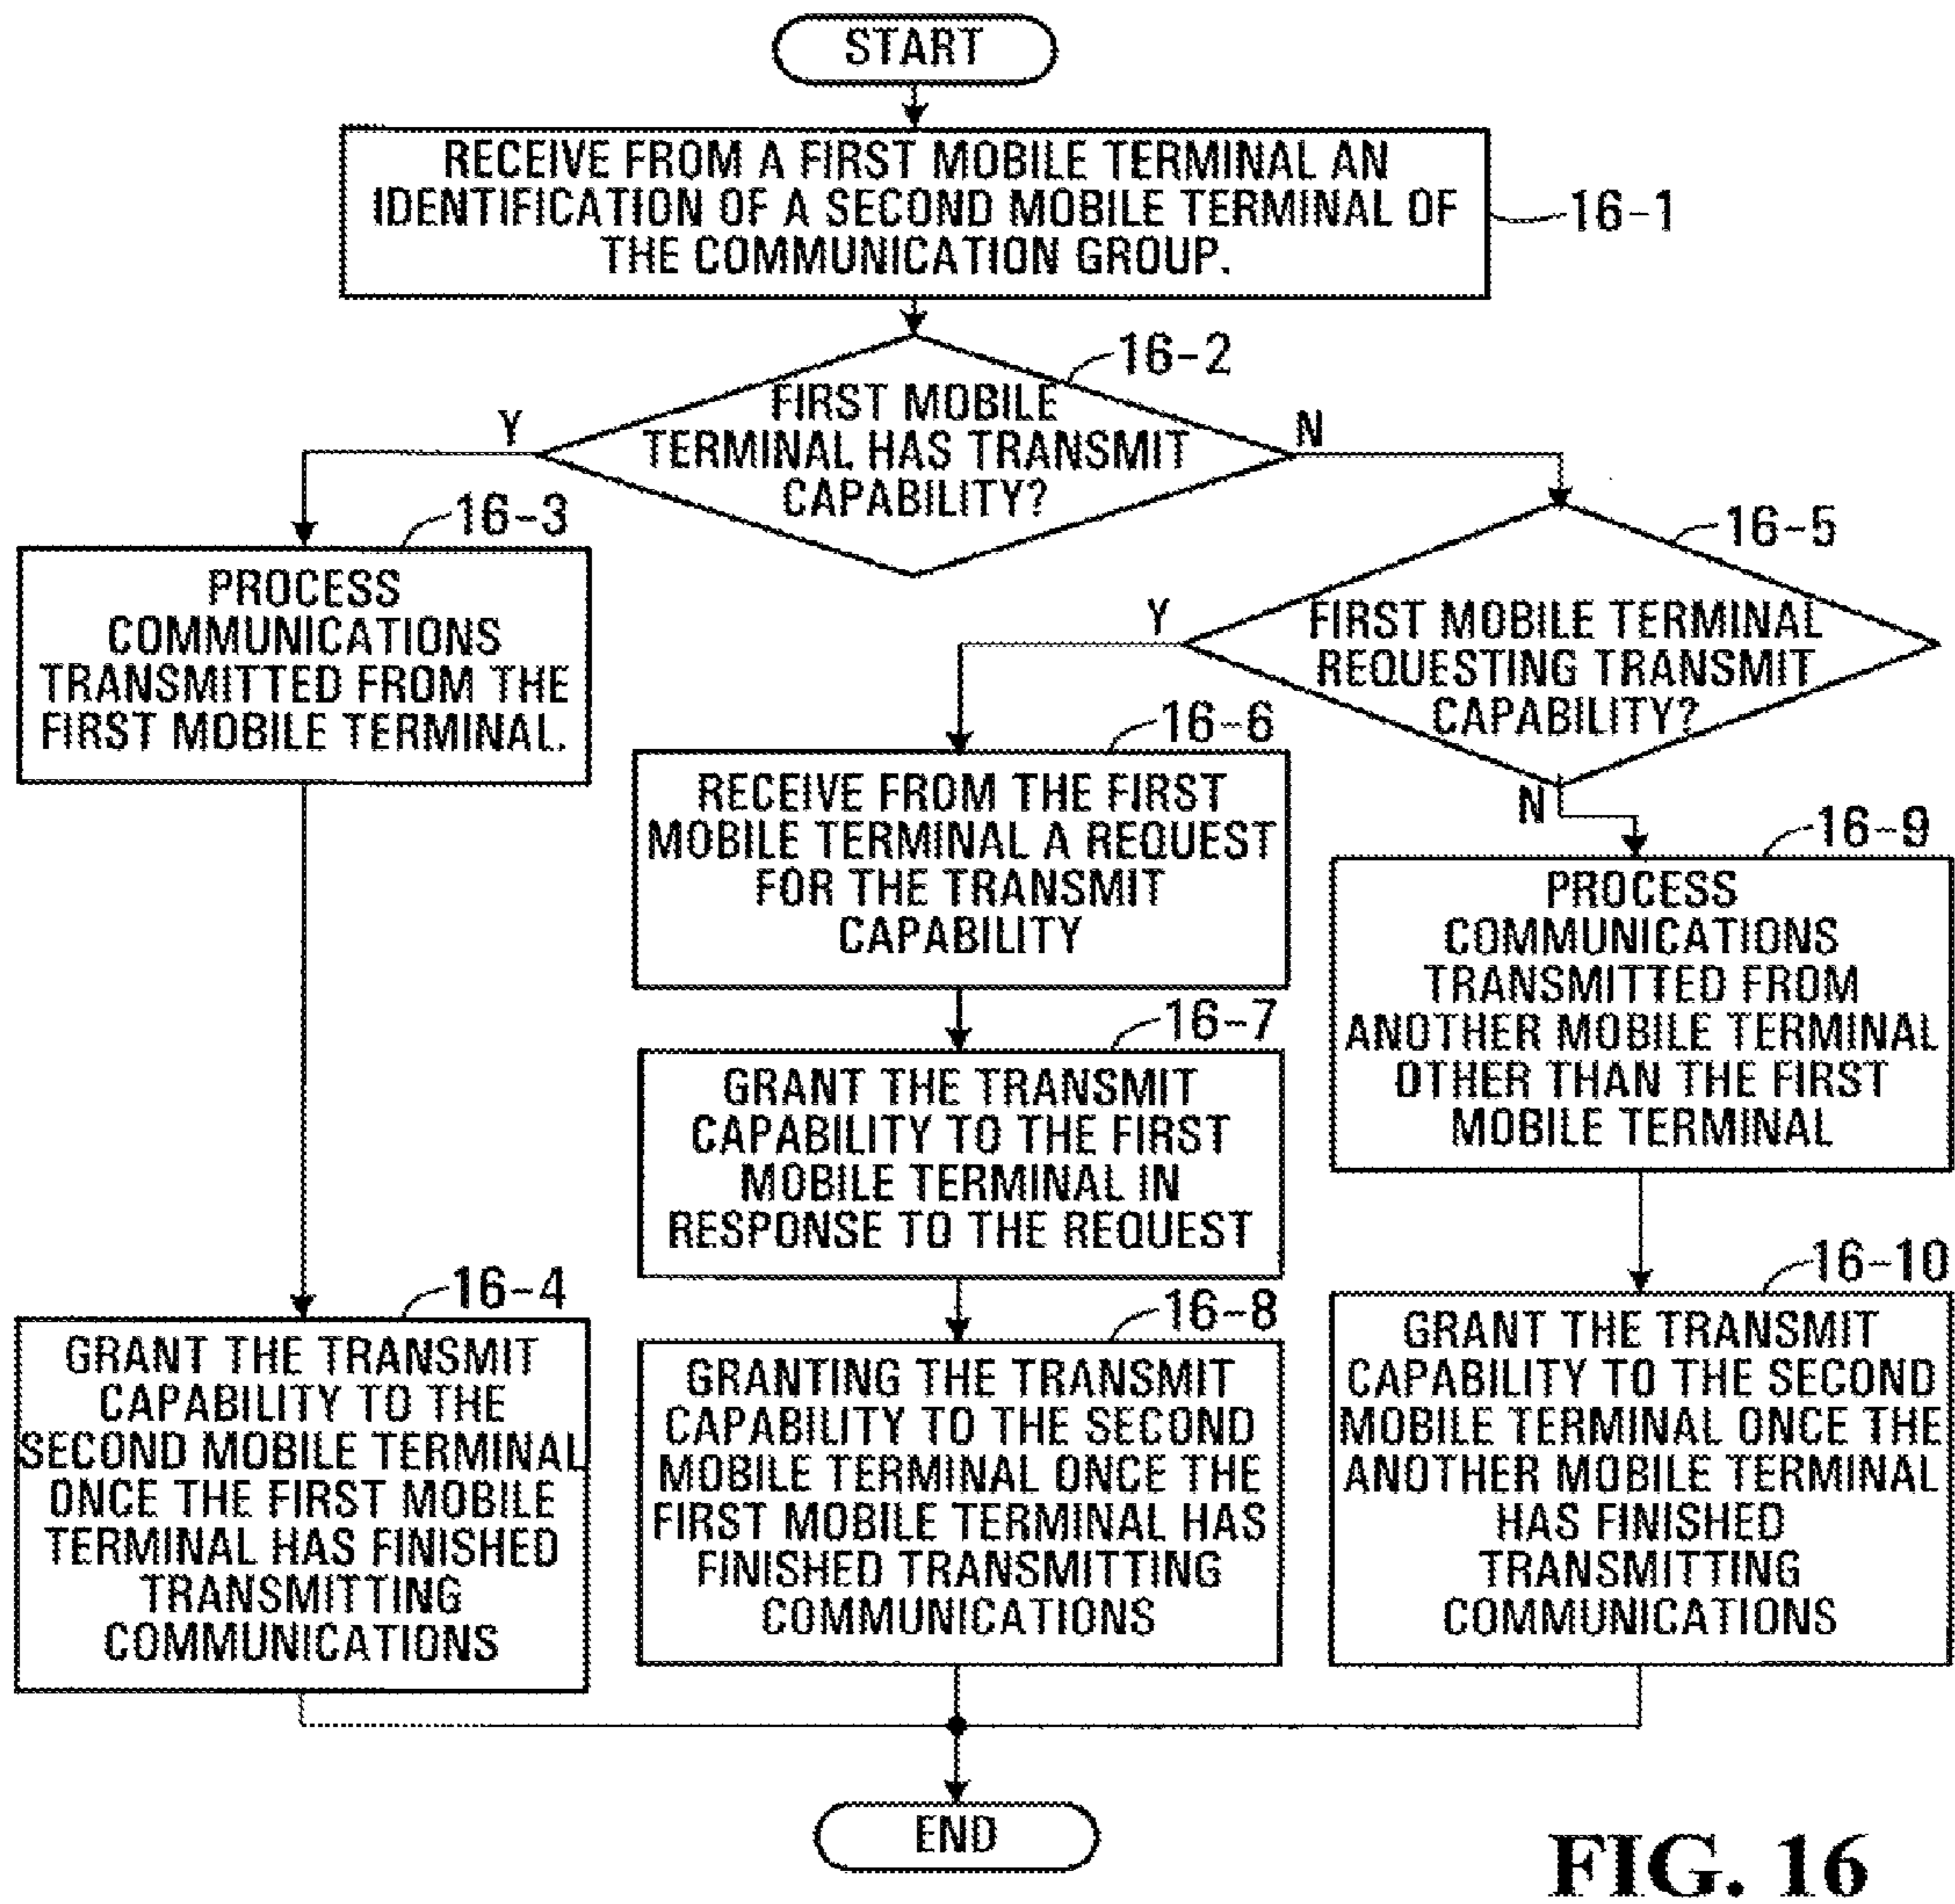 START
RECEIVE FROM A FIRST MOBILE TERMINAL AN
IDENTIFICATION OF A SECOND MOBILE TERMINAL OF
THE COMMUNICATION GROUP.
16-1
16-2
FIRST MOBILE
TERMINAL HAS TRANSMIT
CAPABILITY?
Y
N
16-3
PROCESS
COMMUNICATIONS
TRANSMITTED FROM THE
FIRST MOBILE TERMINAL.
16-5
FIRST MOBILE TERMINAL
REQUESTING TRANSMIT
CAPABILITY?
Y
N
16-6
RECEIVE FROM THE FIRST
MOBILE TERMINAL A REQUEST
FOR THE TRANSMIT
CAPABILITY
16-9
PROCESS
COMMUNICATIONS
TRANSMITTED FROM
ANOTHER MOBILE TERMINAL
OTHER THAN THE FIRST
MOBILE TERMINAL
16-7
GRANT THE TRANSMIT
CAPABILITY TO THE FIRST
MOBILE TERMINAL IN
RESPONSE TO THE REQUEST
16-4
GRANT THE TRANSMIT
CAPABILITY TO THE
SECOND MOBILE TERMINAL
ONCE THE FIRST MOBILE
TERMINAL HAS FINISHED
TRANSMITTING
COMMUNICATIONS
16-8
GRANTING THE TRANSMIT
CAPABILITY TO THE SECOND
MOBILE TERMINAL ONCE THE
FIRST MOBILE TERMINAL HAS
FINISHED TRANSMITTING
COMMUNICATIONS
16-10
GRANT THE TRANSMIT
CAPABILITY TO THE SECOND
MOBILE TERMINAL ONCE THE
ANOTHER MOBILE TERMINAL
HAS FINISHED
TRANSMITTING
COMMUNICATIONS
END
FIG. 16